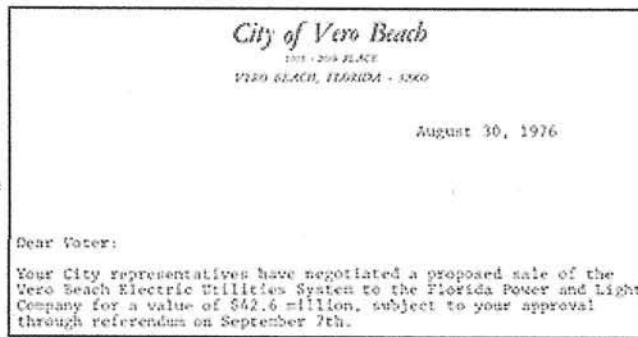 City of Vero Beach
PLACE
VERO BEACH, FLORIDA -
August 30, 1976
Dear Voter:
Your City representatives have negotiated a proposed sale of the
Vero Beach Electric Utilities System to the Florida Power and Light
Company for a value of $42.6 million, subject to your approval
through referendum on September 7th.